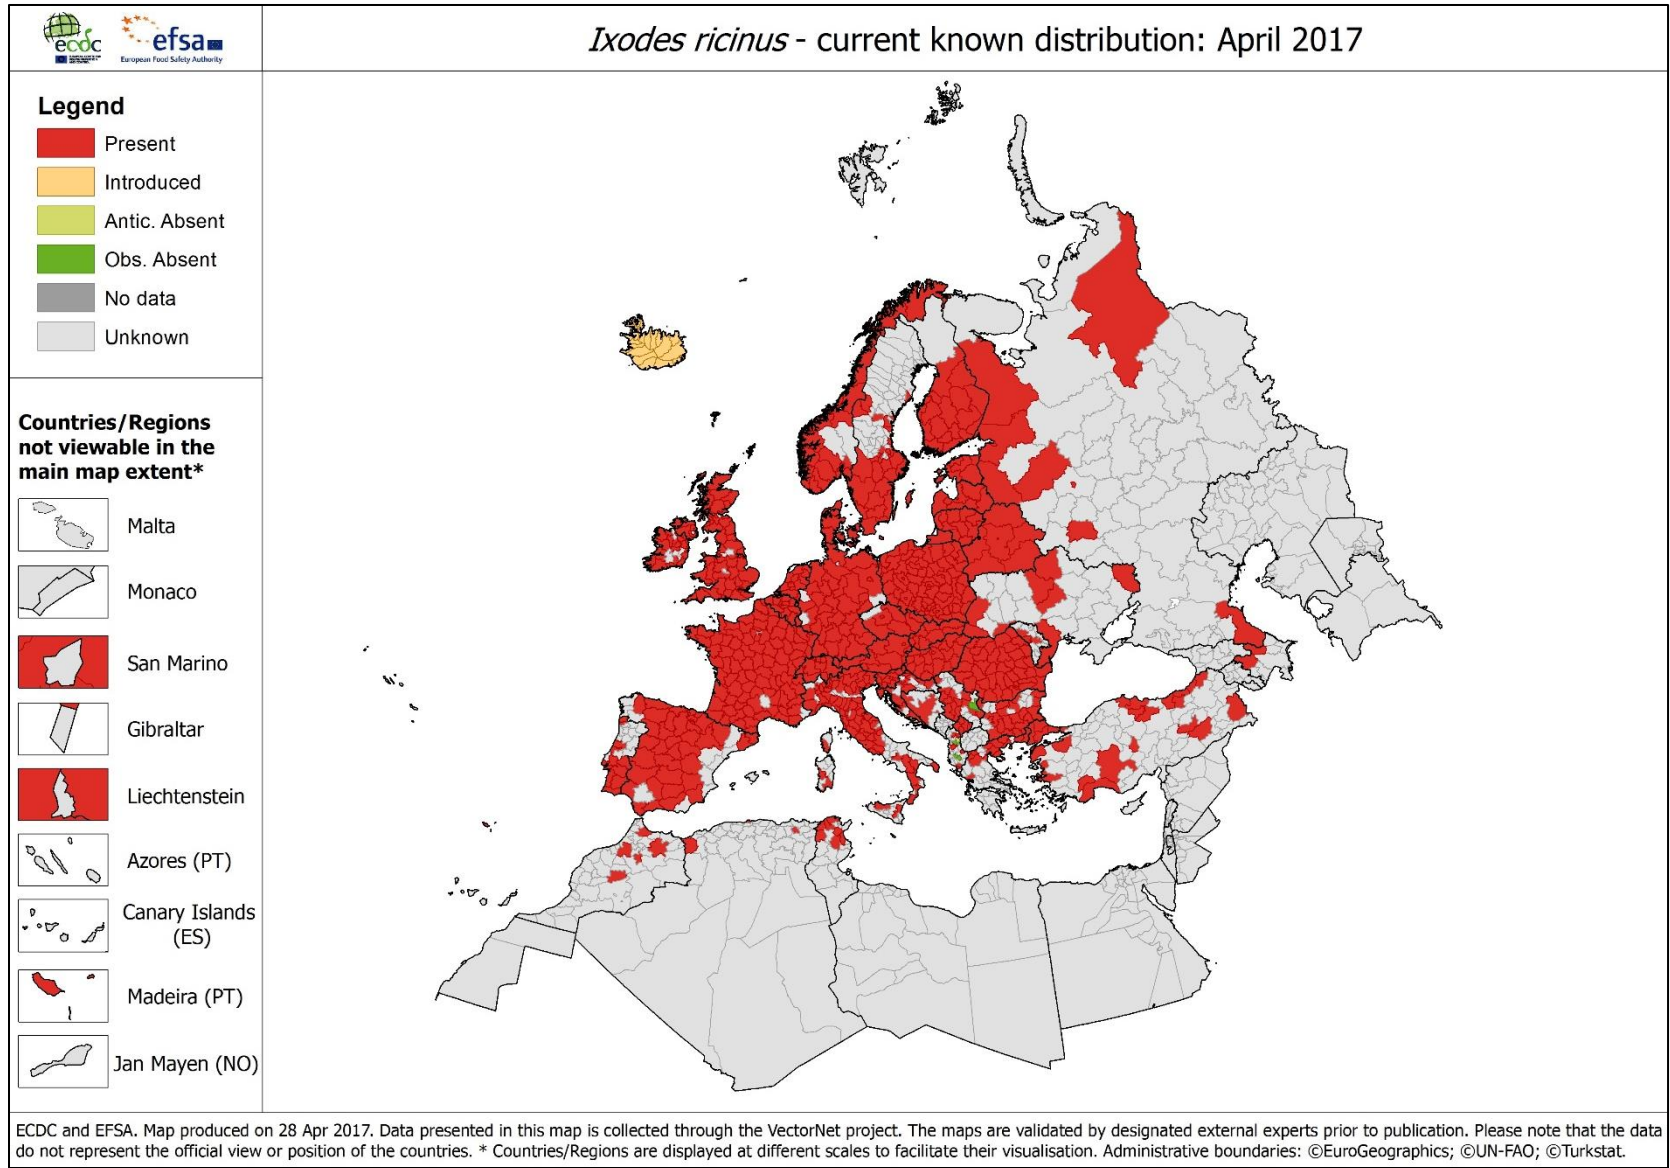 ecdc
efsa
European Food Safety Authority
Ixodes ricinus - current known distribution: April 2017
Legend
Present
Introduced
Antic. Absent
Obs. Absent
No data
Unknown
Countries/Regions
not viewable in the
main map extent*
Malta
Monaco
San Marino
Gibraltar
Liechtenstein
Azores (PT)
Canary Islands
(ES)
Madeira (PT)
Jan Mayen (NO)
ECDC and EFSA. Map produced on 28 Apr 2017. Data presented in this map is collected through the VectorNet project. The maps are validated by designated external experts prior to publication. Please note that the data
do not represent the official view or position of the countries. * Countries/Regions are displayed at different scales to facilitate their visualisation. Administrative boundaries: ©EuroGeographics; ©UN-FAO; ©Turkstat.